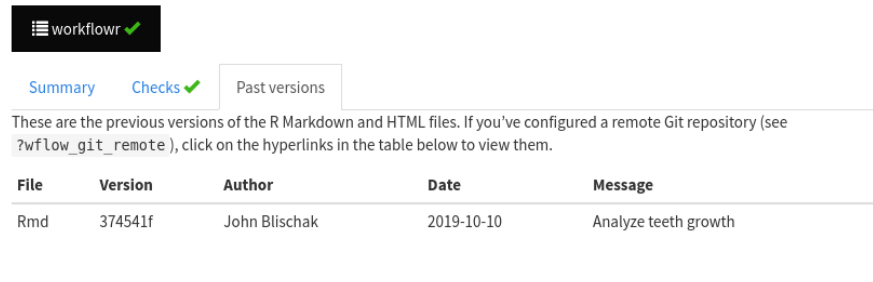 workflowr
Summary Checks Past versions
These are the previous versions of the R Markdown and HTML files. If you’ve configured a remote Git repository (see
?wflow_git_remote ), click on the hyperlinks in the table below to view them.
File Version Author Date Message
Rmd 374541f John Blischak 2019-10-10 Analyze teeth growth